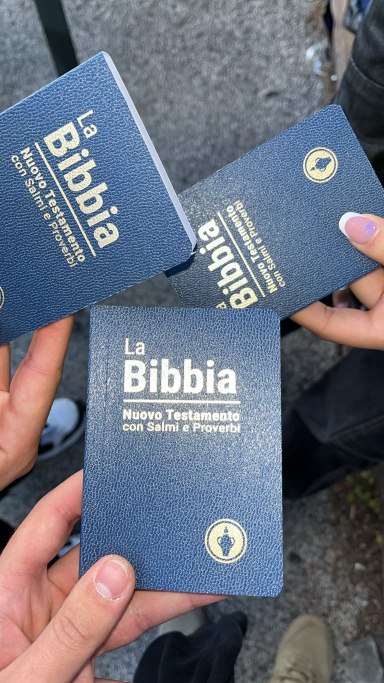 La
Bibbia
Nuovo Testamento
con Salmi e Proverbi
La
Bibbia
Nuovo Testamento
con Salmi e Proverbi
La
Bibbia
Nuovo Testamento
con Salmi e Proverbi